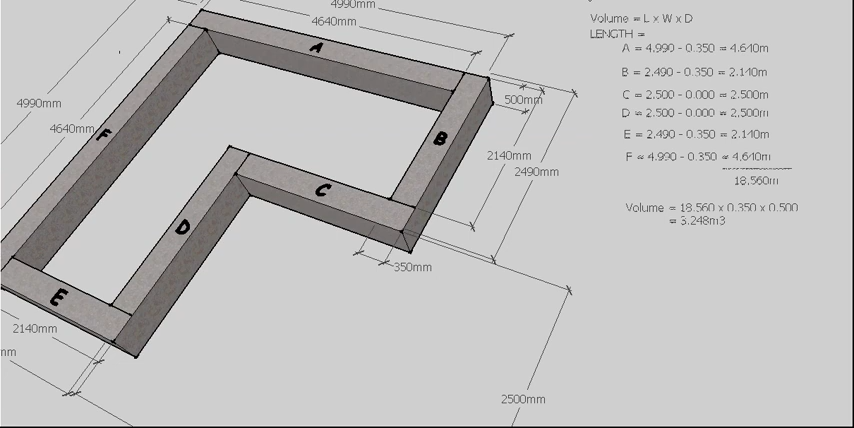 4990mm
4640mm
A
Volume = L x W x D
LENGTH =
A = 4.990 - 0.350 = 4.640m
B = 2.490 - 0.350 = 2.140m
C = 2.500 - 0.000 = 2.500m
D = 2.500 - 0.000 = 2.500m
E = 2.490 - 0.350 = 2.140m
F = 4.990 - 0.350 = 4.640m
18.560m
Volume = 18.560 x 0.350 x 0.500
= 3.248m3
4990mm
4640mm
F
500mm
B
2140mm
2490mm
C
D
350mm
E
2140mm
mm
2500mm